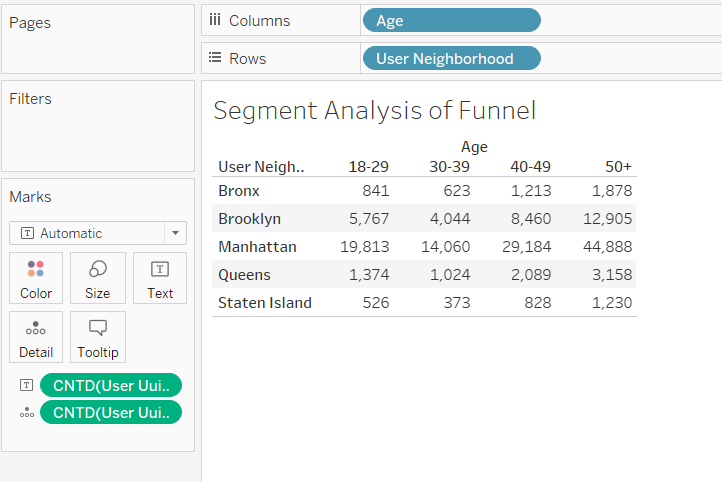 Pages
Columns Age
Rows User Neighborhood
Filters
Marks
Automatic
Color Size Text
Detail Tooltip
CNTD(User Uui..
CNTD(User Uui..
Segment Analysis of Funnel
Age
User Neigh.. 18-29 30-39 40-49 50+
Bronx 841 623 1,213 1,878
Brooklyn 5,767 4,044 8,460 12,905
Manhattan 19,813 14,060 29,184 44,888
Queens 1,374 1,024 2,089 3,158
Staten Island 526 373 828 1,230